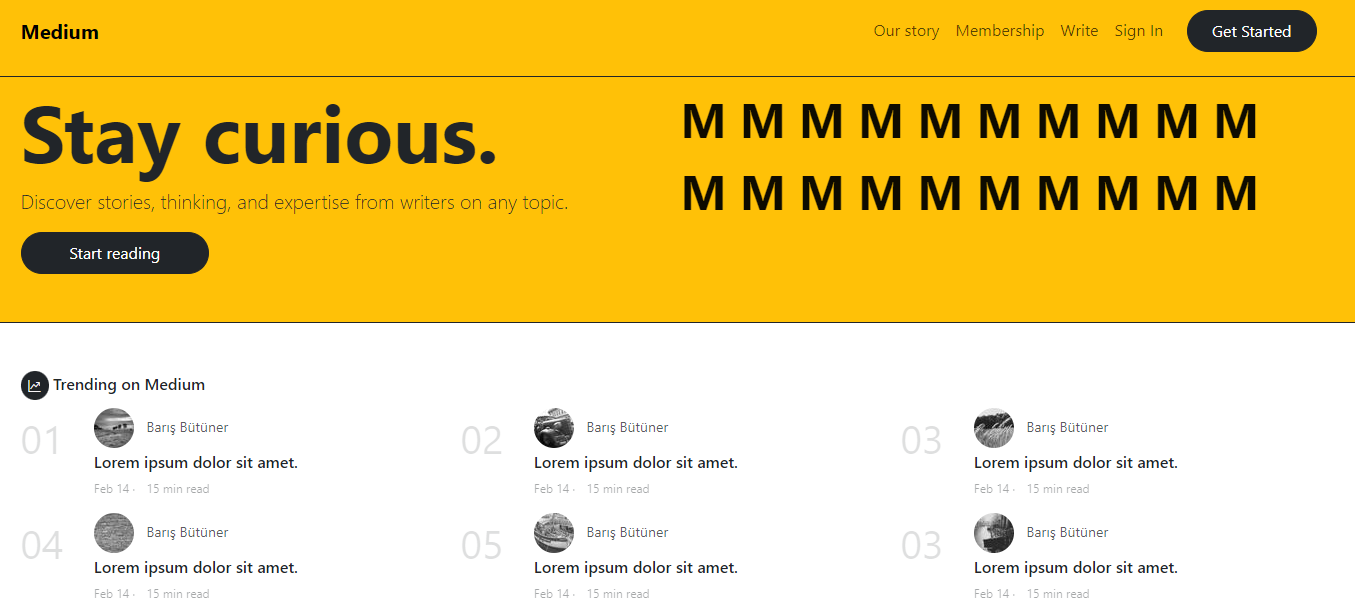 Medium
Our story Membership Write Sign In Get Started
Stay curious.
Discover stories, thinking, and expertise from writers on any topic.
Start reading
M M M M M M M M M M
M M M M M M M M M M
Trending on Medium
01
Barış Bütüner
Lorem ipsum dolor sit amet.
Feb 14 · 15 min read
02
Barış Bütüner
Lorem ipsum dolor sit amet.
Feb 14 · 15 min read
03
Barış Bütüner
Lorem ipsum dolor sit amet.
Feb 14 · 15 min read
04
Barış Bütüner
Lorem ipsum dolor sit amet.
Feb 14 · 15 min read
05
Barış Bütüner
Lorem ipsum dolor sit amet.
Feb 14 · 15 min read
03
Barış Bütüner
Lorem ipsum dolor sit amet.
Feb 14 · 15 min read